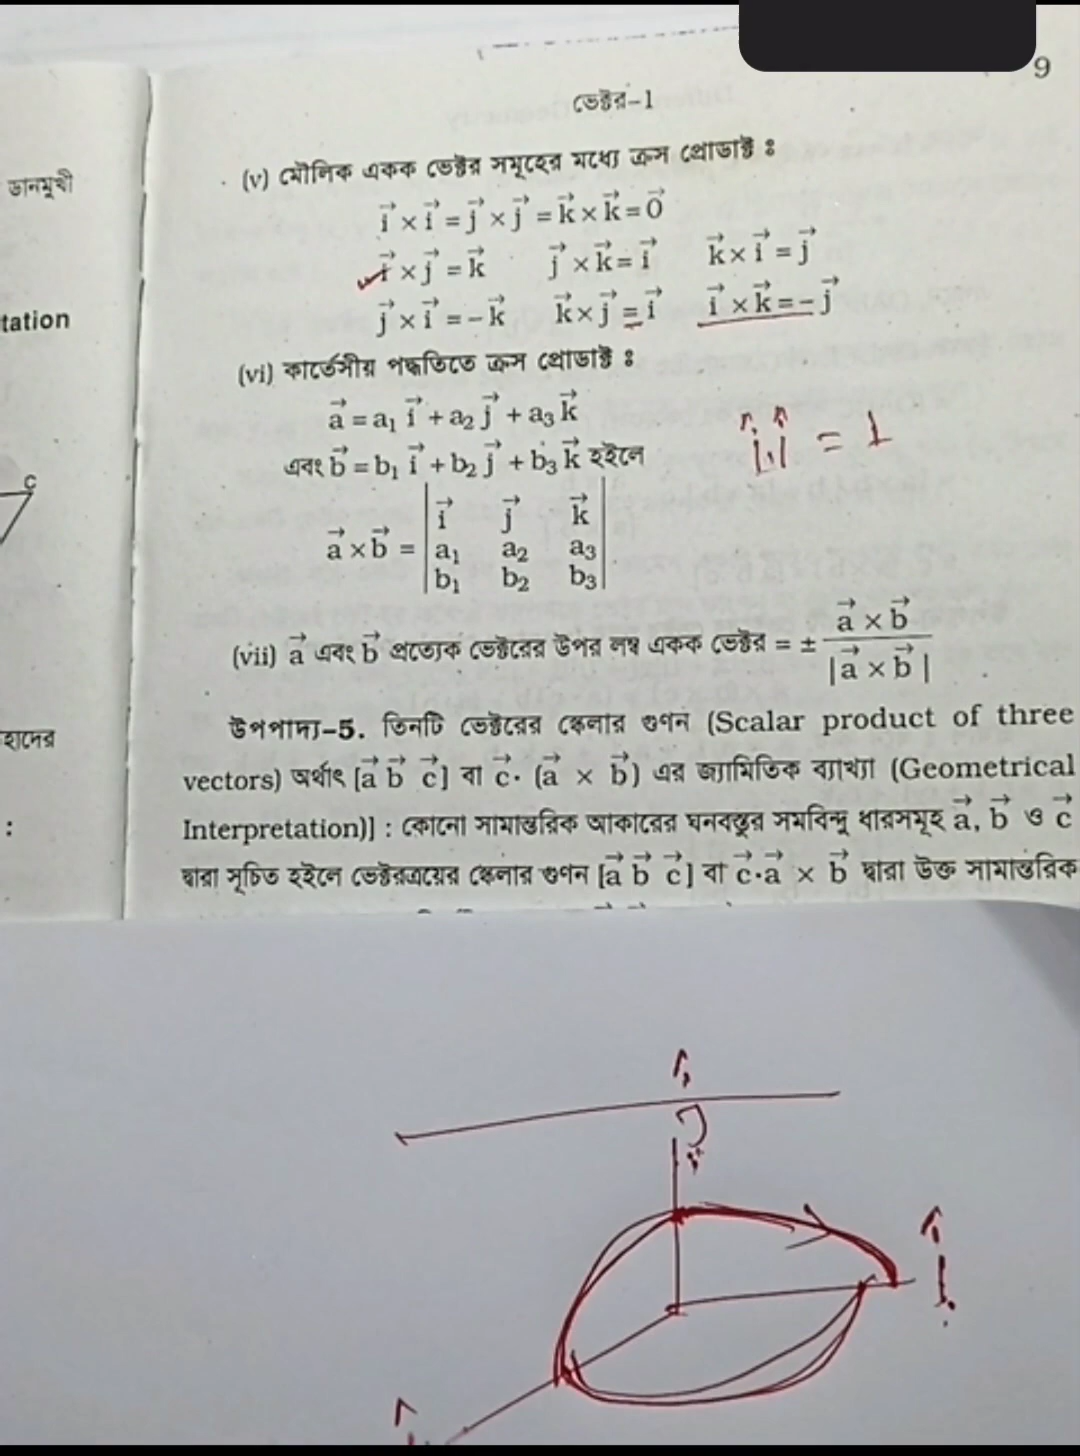 9
ভেক্টর-1
ডানমুখী
(v) মৌলিক একক ভেক্টর সমূহের মধ্যে ক্রস প্রোডাক্ট ঃ
i⃗ × i⃗ = j⃗ × j⃗ = k⃗ × k⃗ = 0⃗
i⃗ × j⃗ = k⃗ j⃗ × k⃗ = i⃗ k⃗ × i⃗ = j⃗
j⃗ × i⃗ = - k⃗ k⃗ × j⃗ = i⃗ i⃗ × k⃗ = - j⃗
tation
(vi) কার্তেসীয় পদ্ধতিতে ক্রস প্রোডাক্ট ঃ
a⃗ = a₁ i⃗ + a₂ j⃗ + a₃ k⃗
এবং b⃗ = b₁ i⃗ + b₂ j⃗ + b₃ k⃗ হইলে
= 1
c
i⃗ j⃗ k⃗
a⃗ × b⃗ = | a₁ a₂ a₃ | .
b₁ b₂ b₃
(vii) a⃗ এবং b⃗ প্রত্যেক ভেক্টরের উপর লম্ব একক ভেক্টর = ± a⃗ × b⃗ / | a⃗ × b⃗ |
হাদের
উপপাদ্য-5. তিনটি ভেক্টরের স্কেলার গুণন (Scalar product of three
vectors) অর্থাৎ [a⃗ b⃗ c⃗] বা c⃗· (a⃗ × b⃗) এর জ্যামিতিক ব্যাখ্যা (Geometrical
Interpretation)] : কোনো সামান্তরিক আকারের ঘনবস্তুর সমবিন্দু ধারসমূহ a⃗, b⃗ ও c⃗
:
দ্বারা সূচিত হইলে ভেক্টরত্রয়ের স্কেলার গুণন [a⃗ b⃗ c⃗] বা c⃗·a⃗ × b⃗ দ্বারা উক্ত সামান্তরিক